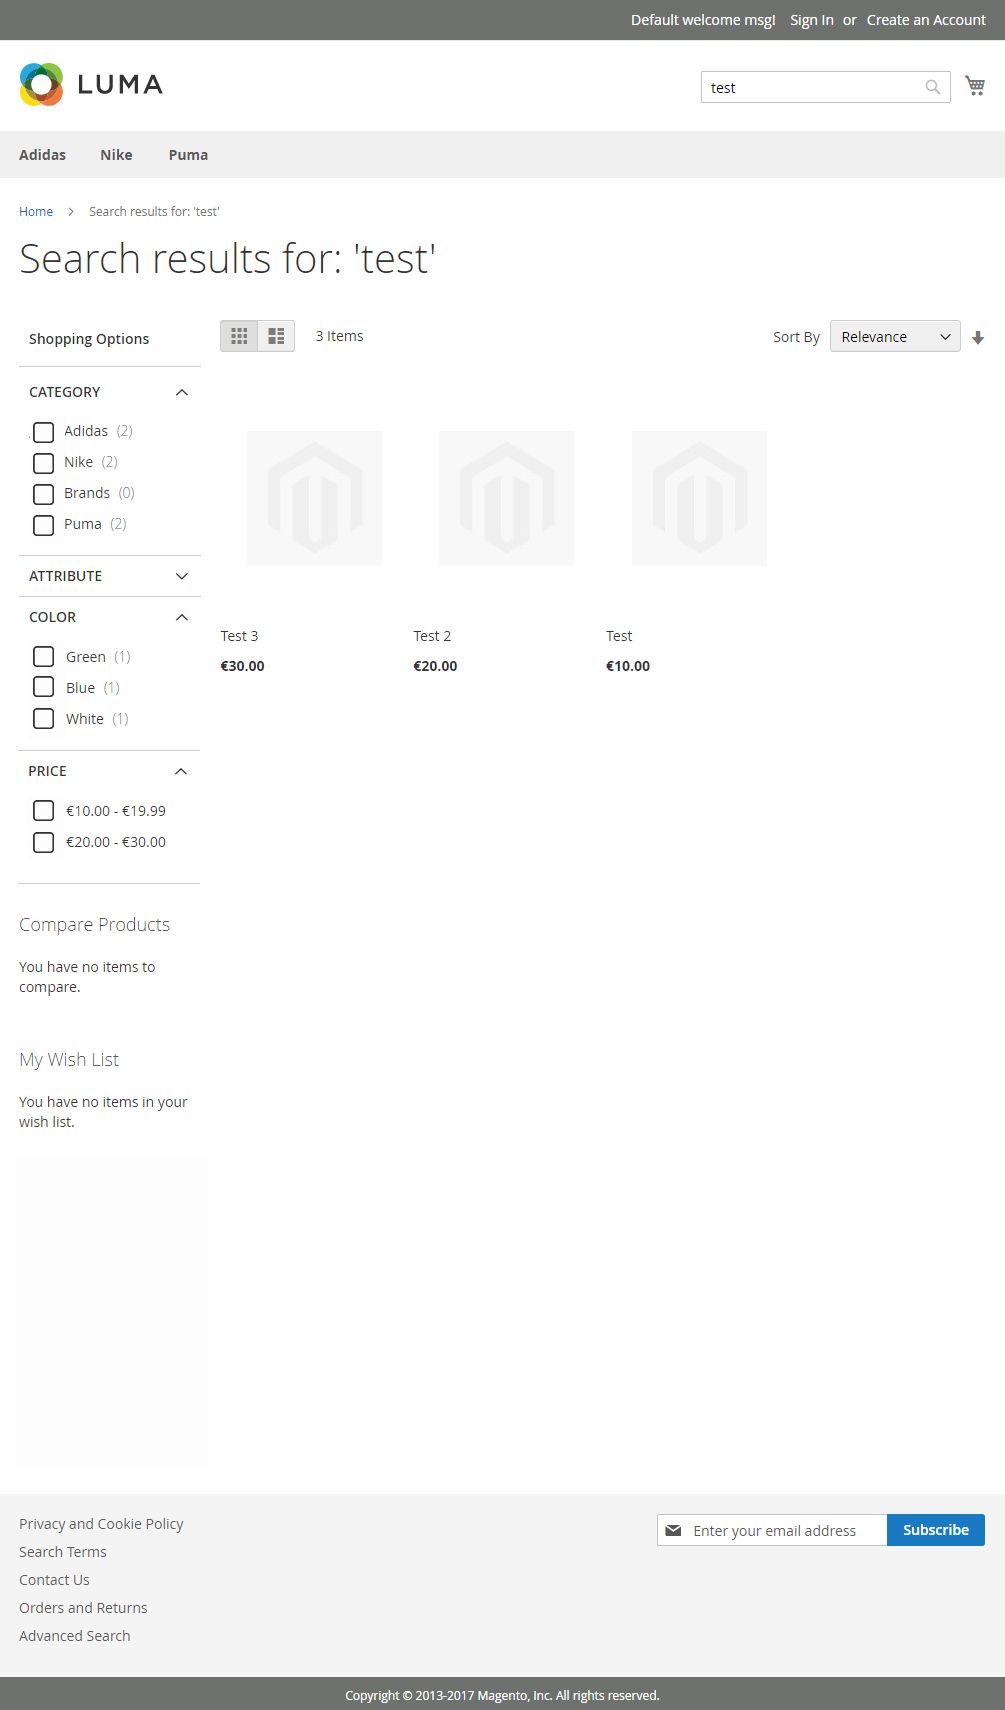 Default welcome msg! Sign In or Create an Account
LUMA
test
Adidas Nike Puma
Home Search results for: 'test'
Search results for: 'test'
Shopping Options
3 Items
Sort By Relevance
CATEGORY
Adidas (2)
Nike (2)
Brands (0)
Puma (2)
ATTRIBUTE
COLOR
Green (1)
Blue (1)
White (1)
PRICE
€10.00 - €19.99
€20.00 - €30.00
Test 3
€30.00
Test 2
€20.00
Test
€10.00
Compare Products
You have no items to
compare.
My Wish List
You have no items in your
wish list.
Privacy and Cookie Policy
Search Terms
Contact Us
Orders and Returns
Advanced Search
Enter your email address
Subscribe
Copyright © 2013-2017 Magento, Inc. All rights reserved.